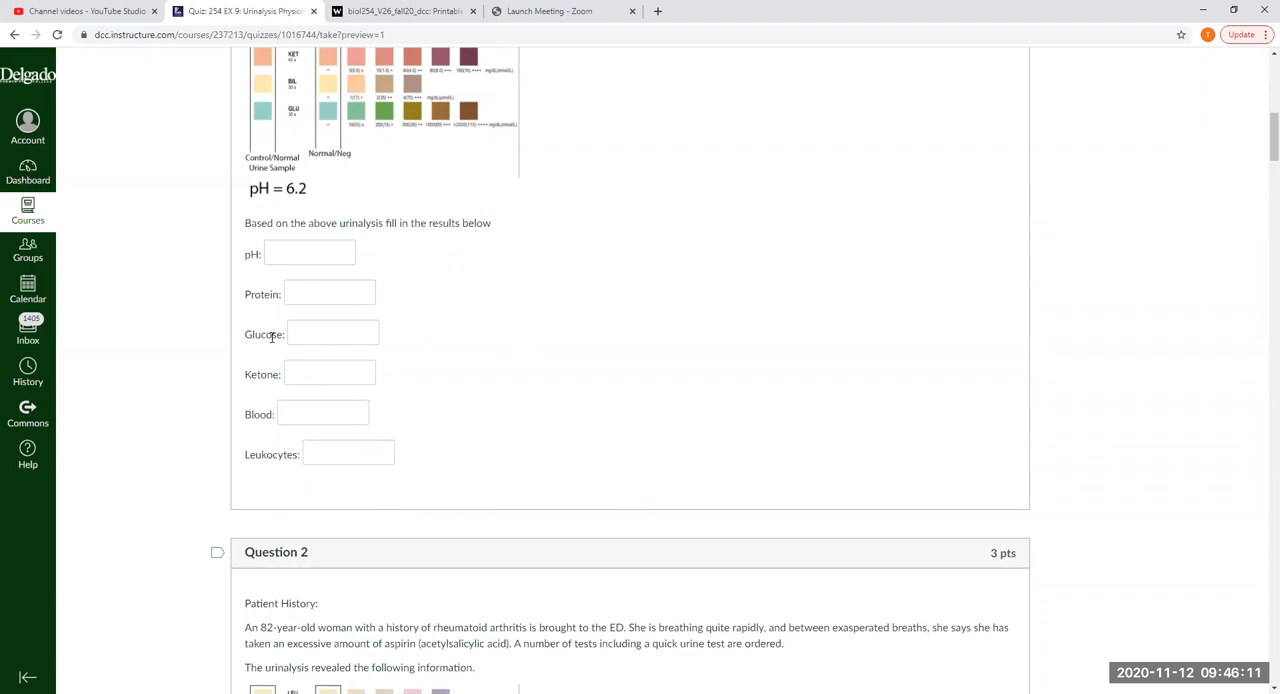 Channel videos - YouTube Studio
Quiz: 254 EX 9: Urinalysis Physiol
biol254_V26_fall20_dcc: Printable
Launch Meeting - Zoom
dcc.instructure.com/courses/237213/quizzes/1016744/take?preview=1
T
Update
Delgado
Account
Dashboard
Courses
Groups
Calendar
1405
Inbox
History
Commons
Help
KET
BIL
GLU
Control/Normal
Urine Sample
Normal/Neg
pH = 6.2
Based on the above urinalysis fill in the results below
pH:
Protein:
Glucose:
Ketone:
Blood:
Leukocytes:
Question 2
3 pts
Patient History:
An 82-year-old woman with a history of rheumatoid arthritis is brought to the ED. She is breathing quite rapidly, and between exasperated breaths, she says she has
taken an excessive amount of aspirin (acetylsalicylic acid). A number of tests including a quick urine test are ordered.
The urinalysis revealed the following information.
2020-11-12 09:46:11